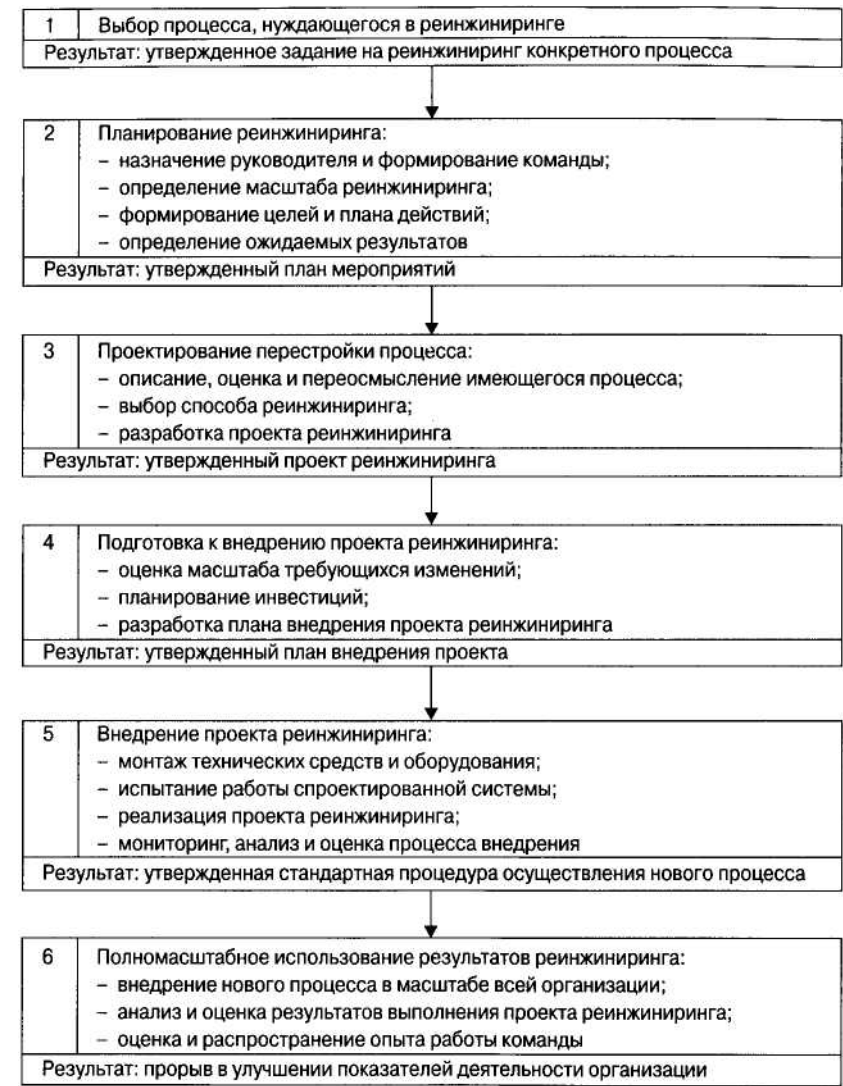 1 Выбор процесса, нуждающегося в реинжиниринге
Результат: утвержденное задание на реинжиниринг конкретного процесса
2 Планирование реинжиниринга:
– назначение руководителя и формирование команды;
– определение масштаба реинжиниринга;
– формирование целей и плана действий;
– определение ожидаемых результатов
Результат: утвержденный план мероприятий
3 Проектирование перестройки процесса:
– описание, оценка и переосмысление имеющегося процесса;
– выбор способа реинжиниринга;
– разработка проекта реинжиниринга
Результат: утвержденный проект реинжиниринга
4 Подготовка к внедрению проекта реинжиниринга:
– оценка масштаба требующихся изменений;
– планирование инвестиций;
– разработка плана внедрения проекта реинжиниринга
Результат: утвержденный план внедрения проекта
5 Внедрение проекта реинжиниринга:
– монтаж технических средств и оборудования;
– испытание работы спроектированной системы;
– реализация проекта реинжиниринга;
– мониторинг, анализ и оценка процесса внедрения
Результат: утвержденная стандартная процедура осуществления нового процесса
6 Полномасштабное использование результатов реинжиниринга:
– внедрение нового процесса в масштабе всей организации;
– анализ и оценка результатов выполнения проекта реинжиниринга;
– оценка и распространение опыта работы команды
Результат: прорыв в улучшении показателей деятельности организации